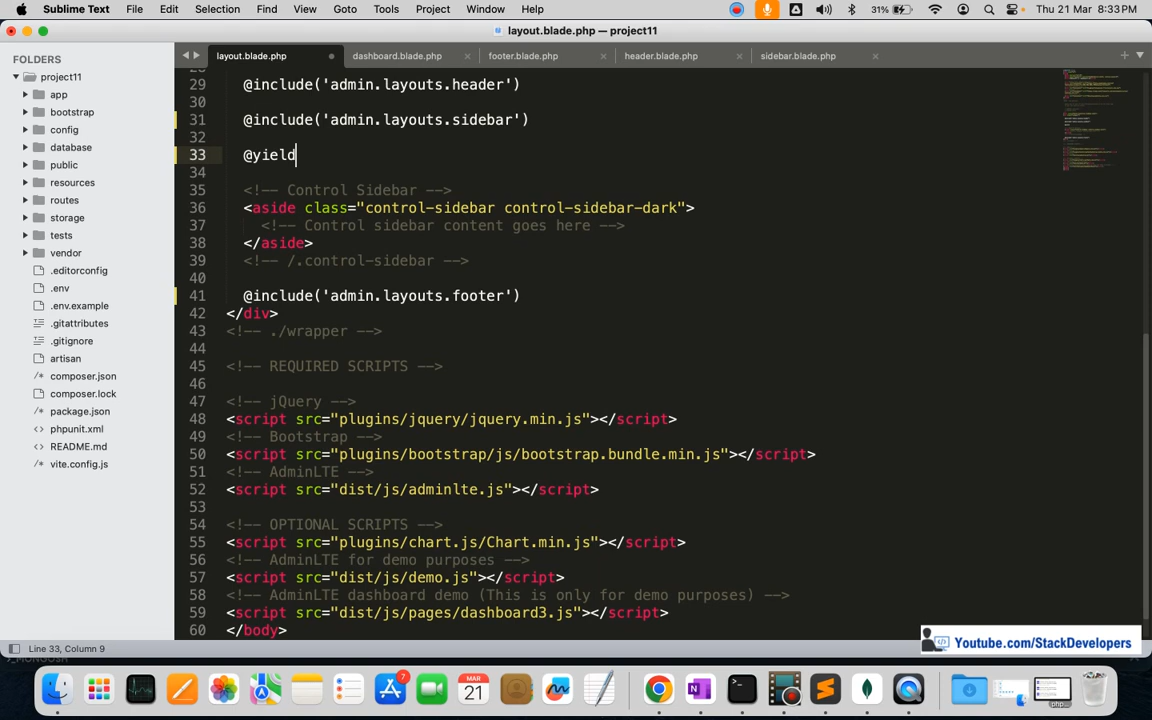 Sublime Text File Edit Selection Find View Goto Tools Project Window Help 31% Thu 21 Mar 8:33 PM
layout.blade.php — project11
FOLDERS
project11
app
bootstrap
config
database
public
resources
routes
storage
tests
vendor
.editorconfig
.env
.env.example
.gitattributes
.gitignore
artisan
composer.json
composer.lock
package.json
phpunit.xml
README.md
vite.config.js
layout.blade.php dashboard.blade.php footer.blade.php header.blade.php sidebar.blade.php
28
29 @include('admin.layouts.header')
30
31 @include('admin.layouts.sidebar')
32
33 @yield
34
35 <!-- Control Sidebar -->
36 <aside class="control-sidebar control-sidebar-dark">
37 <!-- Control sidebar content goes here -->
38 </aside>
39 <!-- /.control-sidebar -->
40
41 @include('admin.layouts.footer')
42 </div>
43 <!-- ./wrapper -->
44
45 <!-- REQUIRED SCRIPTS -->
46
47 <!-- jQuery -->
48 <script src="plugins/jquery/jquery.min.js"></script>
49 <!-- Bootstrap -->
50 <script src="plugins/bootstrap/js/bootstrap.bundle.min.js"></script>
51 <!-- AdminLTE -->
52 <script src="dist/js/adminlte.js"></script>
53
54 <!-- OPTIONAL SCRIPTS -->
55 <script src="plugins/chart.js/Chart.min.js"></script>
56 <!-- AdminLTE for demo purposes -->
57 <script src="dist/js/demo.js"></script>
58 <!-- AdminLTE dashboard demo (This is only for demo purposes) -->
59 <script src="dist/js/pages/dashboard3.js"></script>
60 </body>
Youtube.com/StackDevelopers
Line 33, Column 9
7
MAR
21